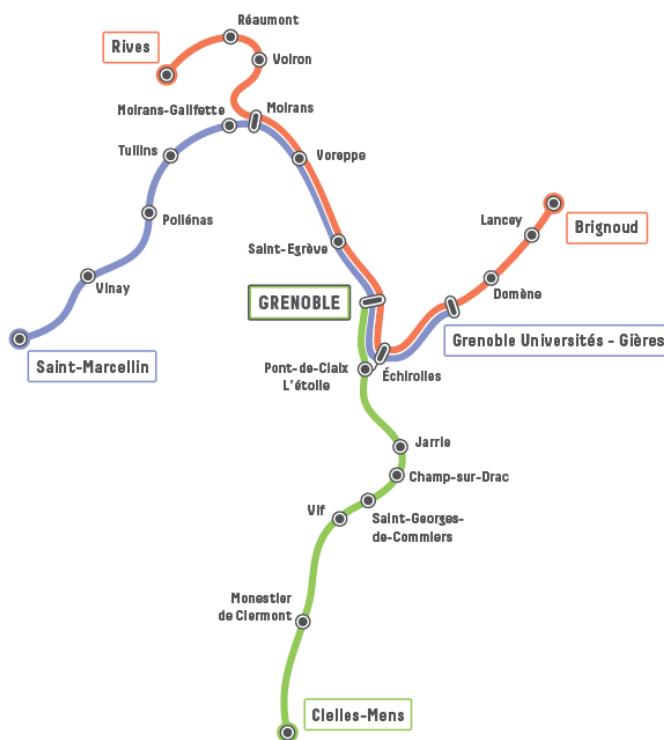 Réaumont
Rives
Voiron
Moirans
Moirans-Galifette
Tullins
Voreppe
Poliénas
Lancey
Brignoud
Saint-Egrève
Vinay
Domène
GRENOBLE
Grenoble Universités - Gières
Saint-Marcellin
Pont-de-Claix
L'étoile
Échirolles
Jarrie
Champ-sur-Drac
Vif
Saint-Georges-
de-Commiers
Monestier
de Clermont
Clelles-Mens